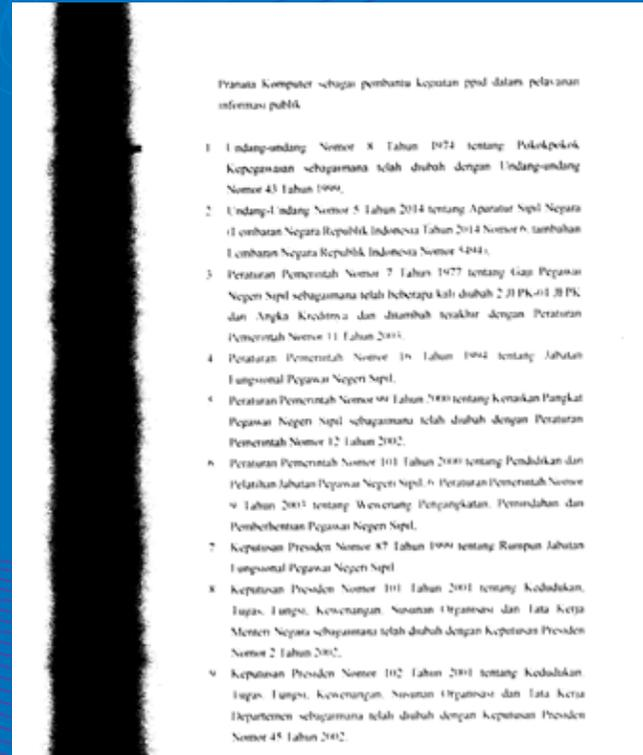 Pranata Komputer sebagai pembantu kegiatan ppid dalam pelayanan
informasi publik
1 Undang-undang Nomor 8 Tahun 1974 tentang Pokokpokok
Kepegawaian sebagaimana telah diubah dengan Undang-undang
Nomor 43 Tahun 1999,
2 Undang-Undang Nomor 5 Tahun 2014 tentang Aparatur Sipil Negara
(Lembaran Negara Republik Indonesia Tahun 2014 Nomor 6, tambahan
Lembaran Negara Republik Indonesia Nomor 5494),
3 Peraturan Pemerintah Nomor 7 Tahun 1977 tentang Gaji Pegawai
Negeri Sipil sebagaimana telah beberapa kali diubah 2 JFPK-01 JFPK
dan Angka Kreditnya dan ditambah terakhir dengan Peraturan
Pemerintah Nomor 11 Tahun 2003,
4 Peraturan Pemerintah Nomor 16 Tahun 1994 tentang Jabatan
Fungsional Pegawai Negeri Sipil,
5 Peraturan Pemerintah Nomor 99 Tahun 2000 tentang Kenaikan Pangkat
Pegawai Negeri Sipil sebagaimana telah diubah dengan Peraturan
Pemerintah Nomor 12 Tahun 2002,
6 Peraturan Pemerintah Nomor 101 Tahun 2000 tentang Pendidikan dan
Pelatihan Jabatan Pegawai Negeri Sipil, 6 Peraturan Pemerintah Nomor
9 Tahun 2003 tentang Wewenang Pengangkatan, Pemindahan dan
Pemberhentian Pegawai Negeri Sipil,
7 Keputusan Presiden Nomor 87 Tahun 1999 tentang Rumpun Jabatan
Fungsional Pegawai Negeri Sipil
8 Keputusan Presiden Nomor 101 Tahun 2001 tentang Kedudukan,
Tugas, Fungsi, Kewenangan, Susunan Organisasi dan Tata Kerja
Menteri Negara sebagaimana telah diubah dengan Keputusan Presiden
Nomor 2 Tahun 2002,
9 Keputusan Presiden Nomor 102 Tahun 2001 tentang Kedudukan,
Tugas, Fungsi, Kewenangan, Susunan Organisasi dan Tata Kerja
Departemen sebagaimana telah diubah dengan Keputusan Presiden
Nomor 45 Tahun 2002.